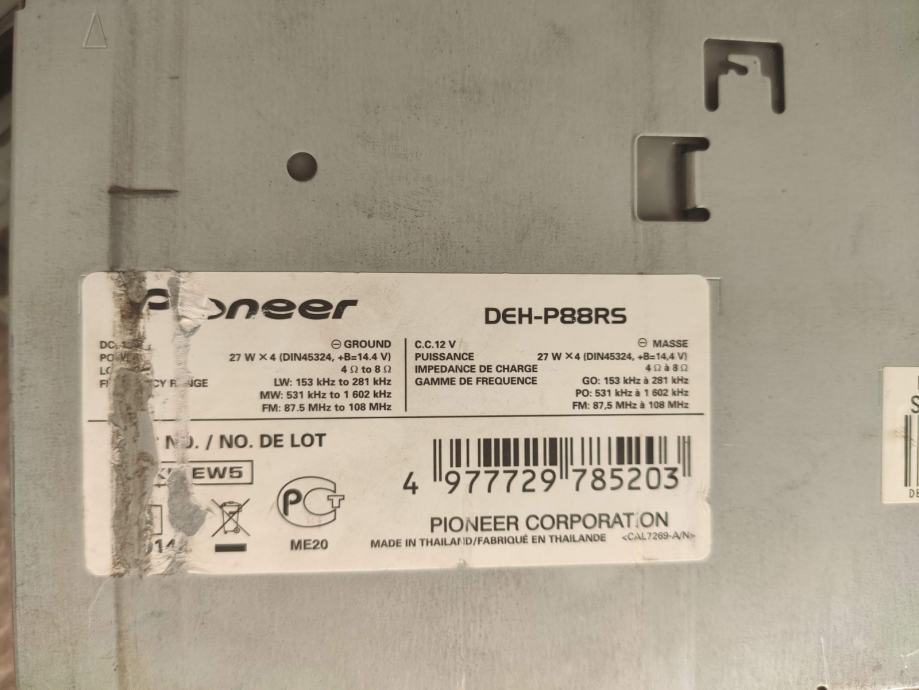 Pioneer
DEH-P88RS
⊖ GROUND
27 W × 4 (DIN45324, +B=14.4 V)
4 Ω to 8 Ω
LW: 153 kHz to 281 kHz
MW: 531 kHz to 1 602 kHz
FM: 87.5 MHz to 108 MHz
C.C.12 V ⊖ MASSE
PUISSANCE 27 W × 4 (DIN45324, +B=14,4 V)
IMPEDANCE DE CHARGE 4 Ω à 8 Ω
GAMME DE FREQUENCE GO: 153 kHz à 281 kHz
PO: 531 kHz à 1 602 kHz
FM: 87,5 MHz à 108 MHz
NO. / NO. DE LOT
EW5
4 977729 785203
ME20
PIONEER CORPORATION
MADE IN THAILAND/FABRIQUÉ EN THAILANDE <CAL7269-A/N>